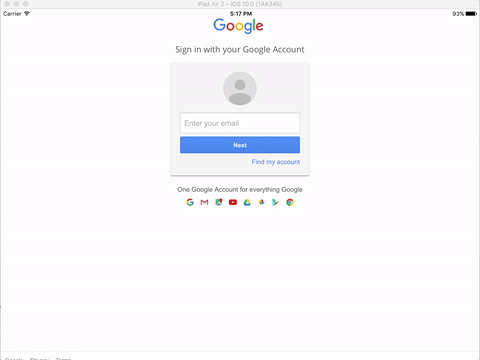 iPad Air 2 – iOS 10.0 (14A345)
Carrier 5:17 PM 93%
Google
Sign in with your Google Account
Enter your email
Next
Find my account
One Google Account for everything Google
Google Privacy Terms